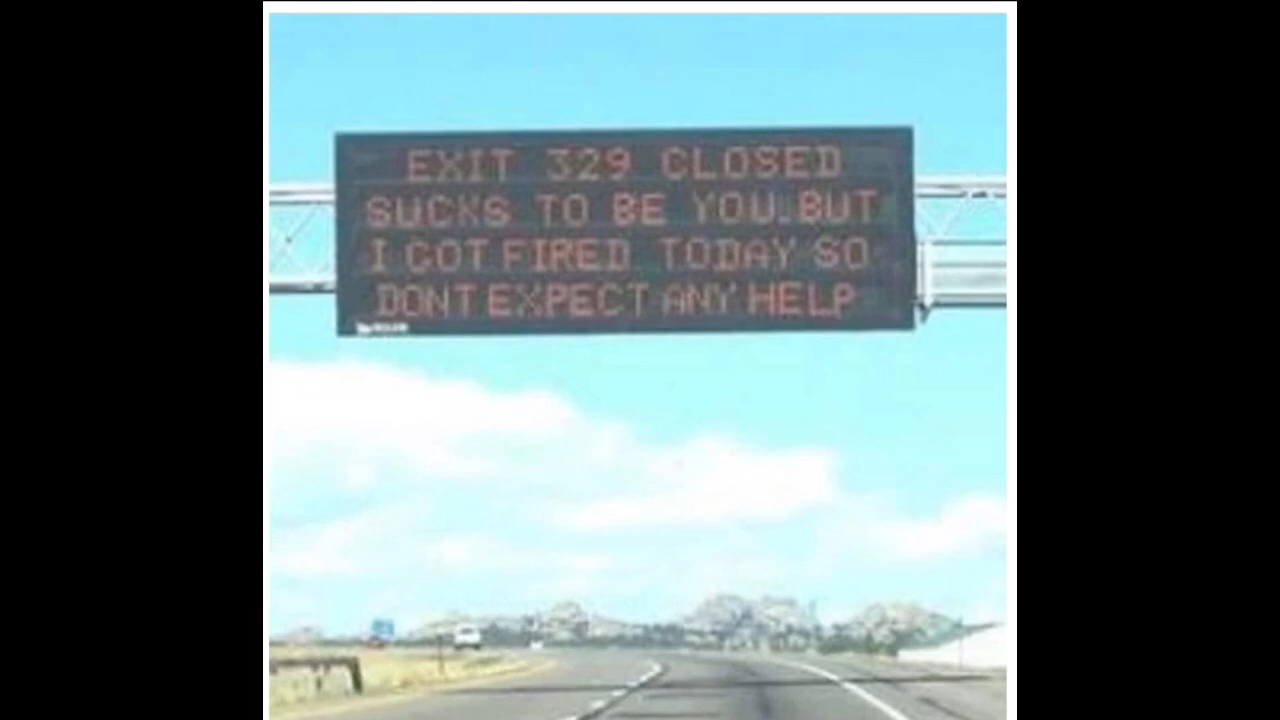 EXIT 329 CLOSED
SUCKS TO BE YOU.BUT
I GOT FIRED TODAY SO
DONT EXPECT ANY HELP